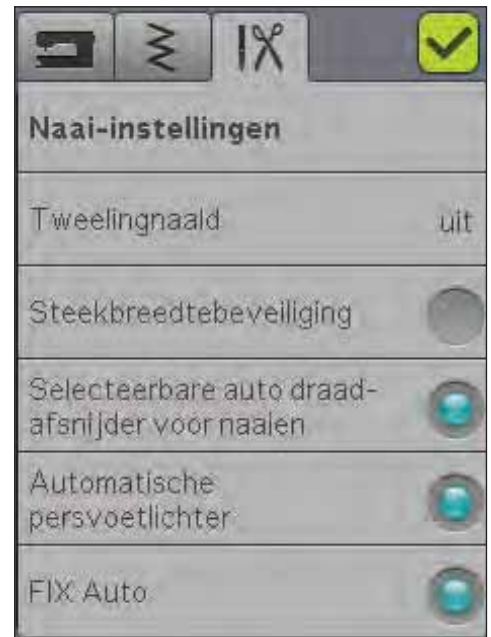 Naai-instellingen
Tweelingnaald uit
Steekbreedtebeveiliging
Selecteerbare auto draad-
afsnijder voor naaien
Automatische
persvoetlichter
FIX Auto